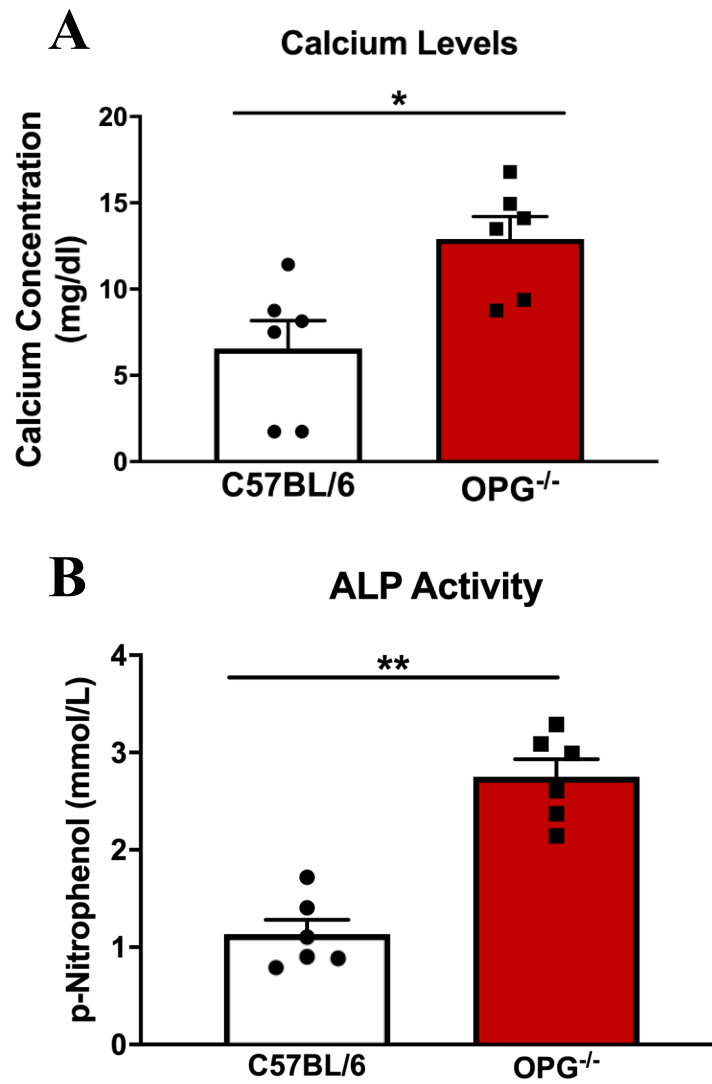 A
Calcium Levels
Calcium Concentration
(mg/dl)
20
*
15
10
5
0
C57BL/6
OPG-/-
B
ALP Activity
p-Nitrophenol (mmol/L)
4
**
3
2
1
0
C57BL/6
OPG-/-